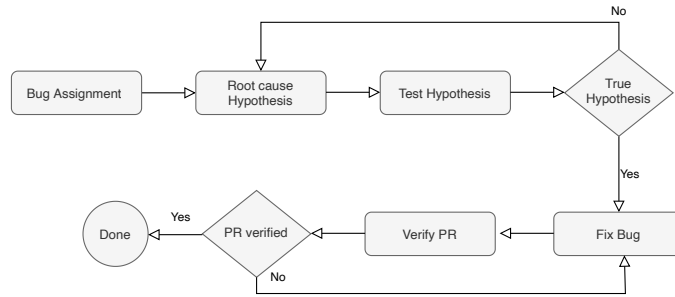 No
Bug Assignment
Root cause
Hypothesis
Test Hypothesis
True
Hypothesis
Yes
Done
Yes
PR verified
Verify PR
Fix Bug
No